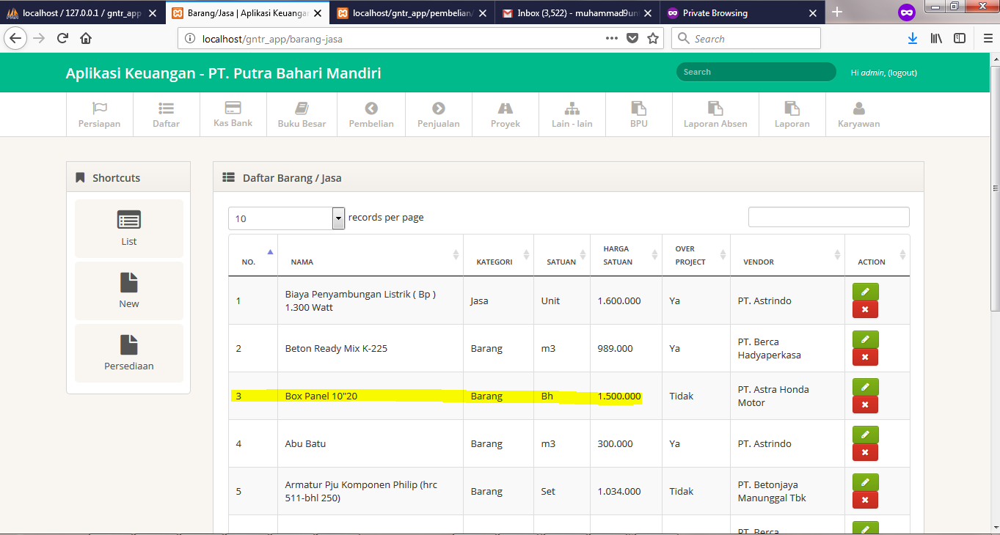 localhost / 127.0.0.1 / gntr_app
Barang/Jasa | Aplikasi Keuangan
localhost/gntr_app/pembelian/
Inbox (3,522) - muhammad9un
Private Browsing
localhost/gntr_app/barang-jasa
Search
Aplikasi Keuangan - PT. Putra Bahari Mandiri
Search
Hi admin, (logout)
Persiapan
Daftar
Kas Bank
Buku Besar
Pembelian
Penjualan
Proyek
Lain - lain
BPU
Laporan Absen
Laporan
Karyawan
Shortcuts
List
New
Persediaan
Daftar Barang / Jasa
10 records per page
NO. NAMA KATEGORI SATUAN HARGA SATUAN OVER PROJECT VENDOR ACTION
1 Biaya Penyambungan Listrik ( Bp ) 1.300 Watt Jasa Unit 1.600.000 Ya PT. Astrindo
2 Beton Ready Mix K-225 Barang m3 989.000 Ya PT. Berca Hadyaperkasa
3 Box Panel 10"20 Barang Bh 1.500.000 Tidak PT. Astra Honda Motor
4 Abu Batu Barang m3 300.000 Ya PT. Astrindo
5 Armatur Pju Komponen Philip (hrc 511-bhl 250) Barang Set 1.034.000 Tidak PT. Betonjaya Manunggal Tbk
PT. Berca